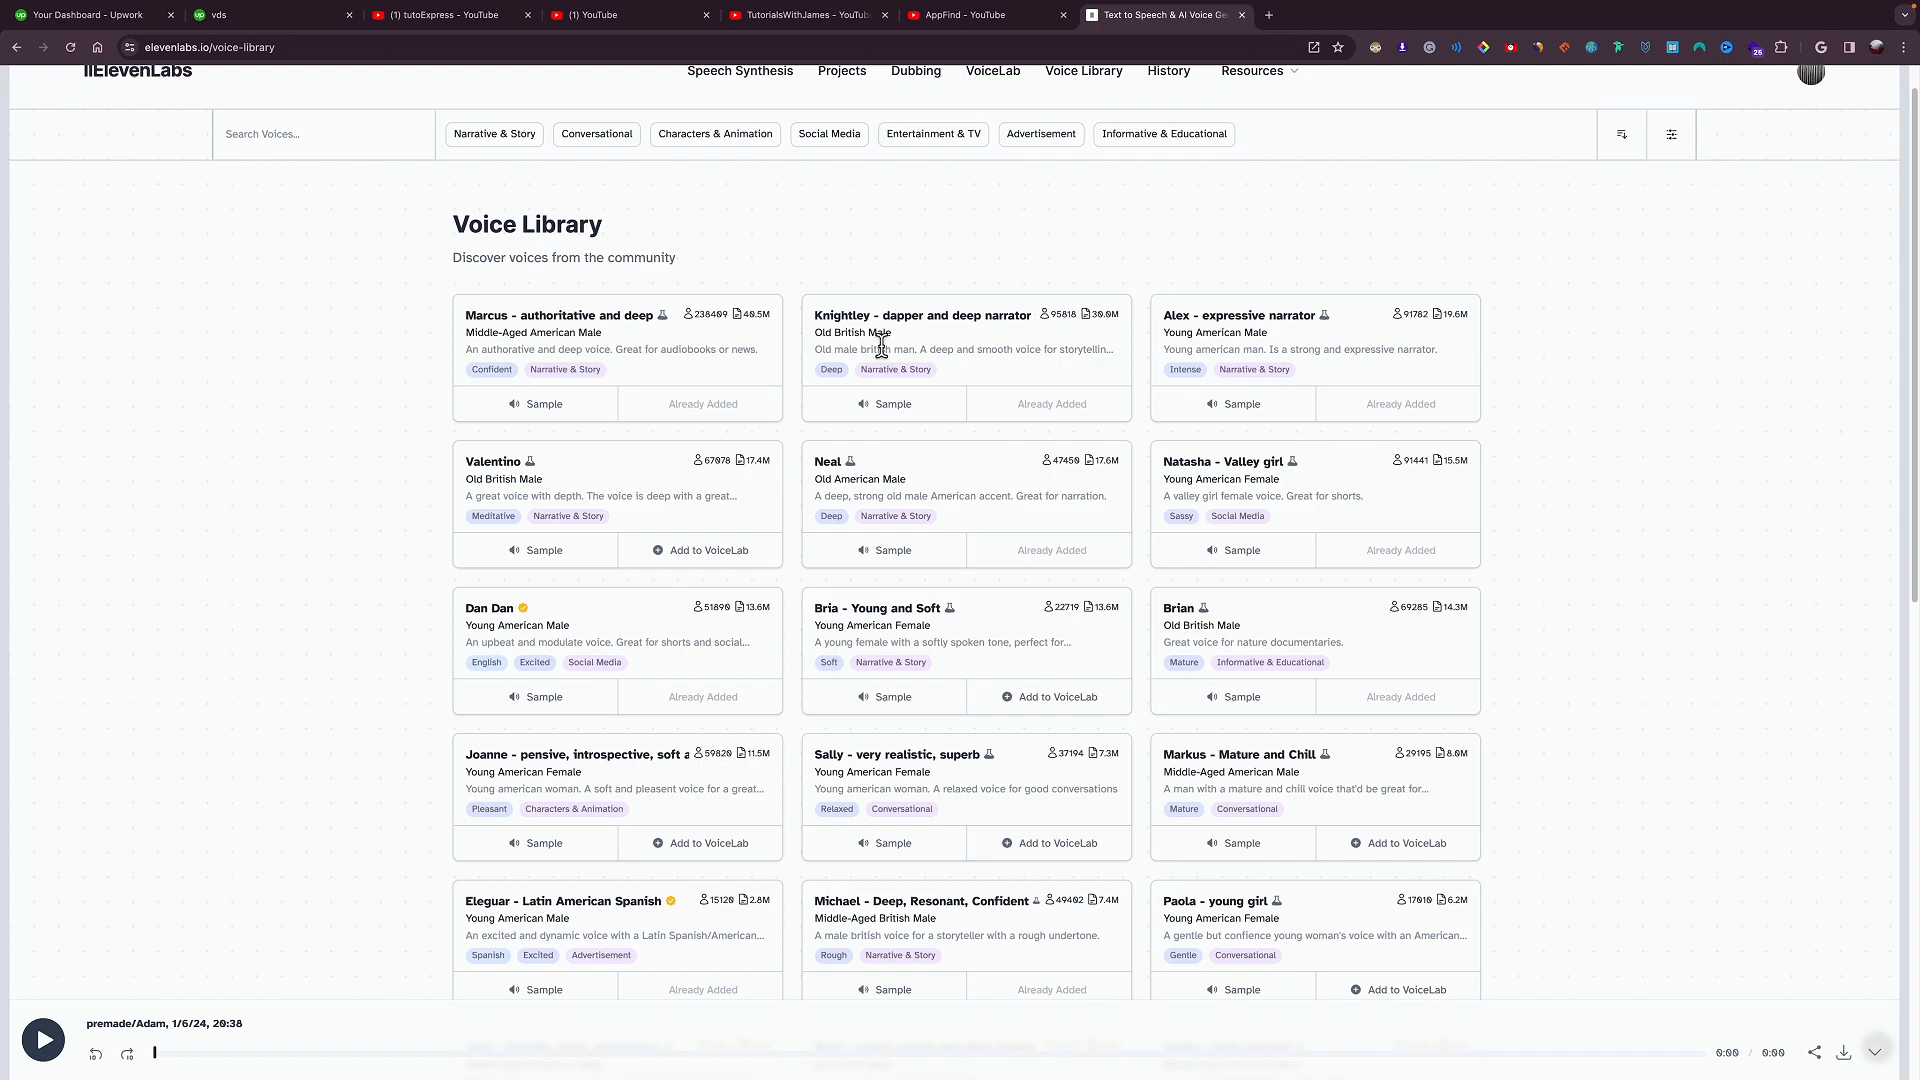 Your Dashboard - Upwork
vds
(1) tutoExpress - YouTube
(1) YouTube
TutorialsWithJames - YouTub
AppFind - YouTube
Text to Speech & AI Voice Ge
elevenlabs.io/voice-library
25
IIElevenLabs
Speech Synthesis
Projects
Dubbing
VoiceLab
Voice Library
History
Resources
Search Voices...
Narrative & Story
Conversational
Characters & Animation
Social Media
Entertainment & TV
Advertisement
Informative & Educational
Voice Library
Discover voices from the community
Marcus - authoritative and deep 238409 40.5M
Middle-Aged American Male
An authorative and deep voice. Great for audiobooks or news.
Confident Narrative & Story
Sample Already Added
Knightley - dapper and deep narrator 95818 30.0M
Old British Male
Old male british man. A deep and smooth voice for storytellin...
Deep Narrative & Story
Sample Already Added
Alex - expressive narrator 91782 19.6M
Young American Male
Young american man. Is a strong and expressive narrator.
Intense Narrative & Story
Sample Already Added
Valentino 67078 17.4M
Old British Male
A great voice with depth. The voice is deep with a great...
Meditative Narrative & Story
Sample Add to VoiceLab
Neal 47450 17.6M
Old American Male
A deep, strong old male American accent. Great for narration.
Deep Narrative & Story
Sample Already Added
Natasha - Valley girl 91441 15.5M
Young American Female
A valley girl female voice. Great for shorts.
Sassy Social Media
Sample Already Added
Dan Dan 51890 13.6M
Young American Male
An upbeat and modulate voice. Great for shorts and social...
English Excited Social Media
Sample Already Added
Bria - Young and Soft 22719 13.6M
Young American Female
A young female with a softly spoken tone, perfect for...
Soft Narrative & Story
Sample Add to VoiceLab
Brian 69285 14.3M
Old British Male
Great voice for nature documentaries.
Mature Informative & Educational
Sample Already Added
Joanne - pensive, introspective, soft a 59820 11.5M
Young American Female
Young american woman. A soft and pleasent voice for a great...
Pleasant Characters & Animation
Sample Add to VoiceLab
Sally - very realistic, superb 37194 7.3M
Young American Female
Young american woman. A relaxed voice for good conversations
Relaxed Conversational
Sample Add to VoiceLab
Markus - Mature and Chill 29195 8.0M
Middle-Aged American Male
A man with a mature and chill voice that'd be great for...
Mature Conversational
Sample Add to VoiceLab
Eleguar - Latin American Spanish 15120 2.8M
Young American Male
An excited and dynamic voice with a Latin Spanish/American...
Spanish Excited Advertisement
Sample Already Added
Michael - Deep, Resonant, Confident 49402 7.4M
Middle-Aged British Male
A male british voice for a storyteller with a rough undertone.
Rough Narrative & Story
Sample Already Added
Paola - young girl 17010 6.2M
Young American Female
A gentle but confience young woman's voice with an American...
Gentle Conversational
Sample Add to VoiceLab
premade/Adam, 1/6/24, 20:38
10
10
0:00 / 0:00